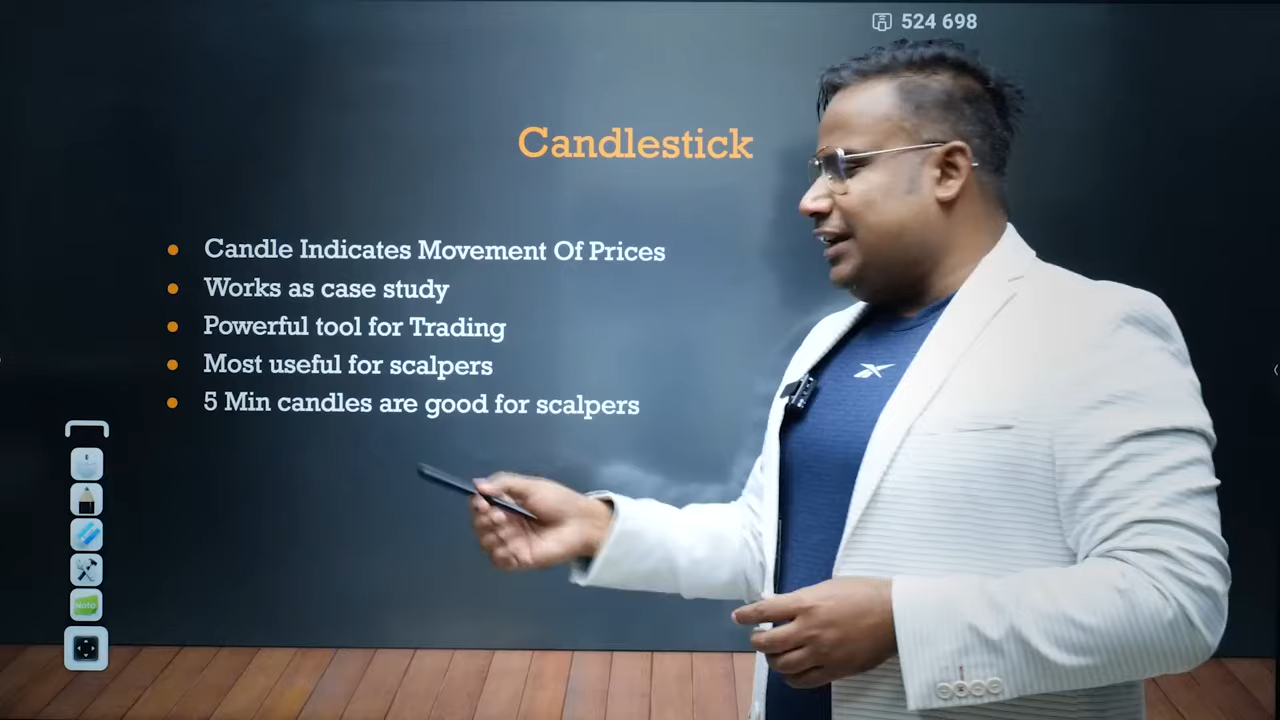 524 698
Candlestick
Candle Indicates Movement Of Prices
Works as case study
Powerful tool for Trading
Most useful for scalpers
5 Min candles are good for scalpers
Note